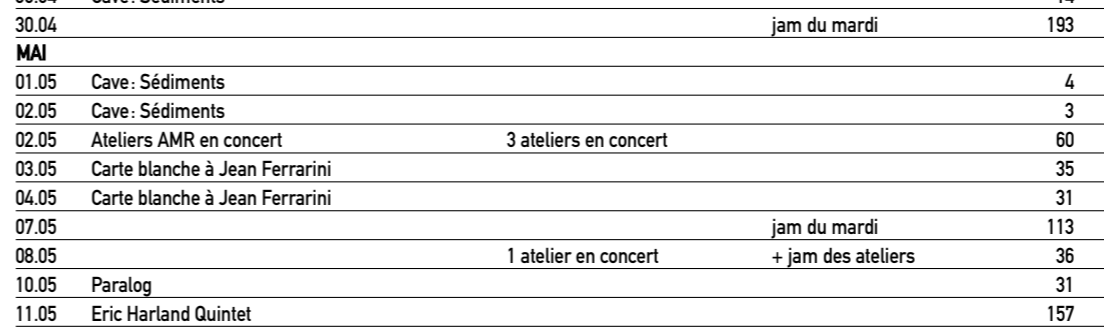 30.04 jam du mardi 193
MAI
01.05 Cave: Sédiments 4
02.05 Cave: Sédiments 3
02.05 Ateliers AMR en concert 3 ateliers en concert 60
03.05 Carte blanche à Jean Ferrarini 35
04.05 Carte blanche à Jean Ferrarini 31
07.05 jam du mardi 113
08.05 1 atelier en concert + jam des ateliers 36
10.05 Paralog 31
11.05 Eric Harland Quintet 157